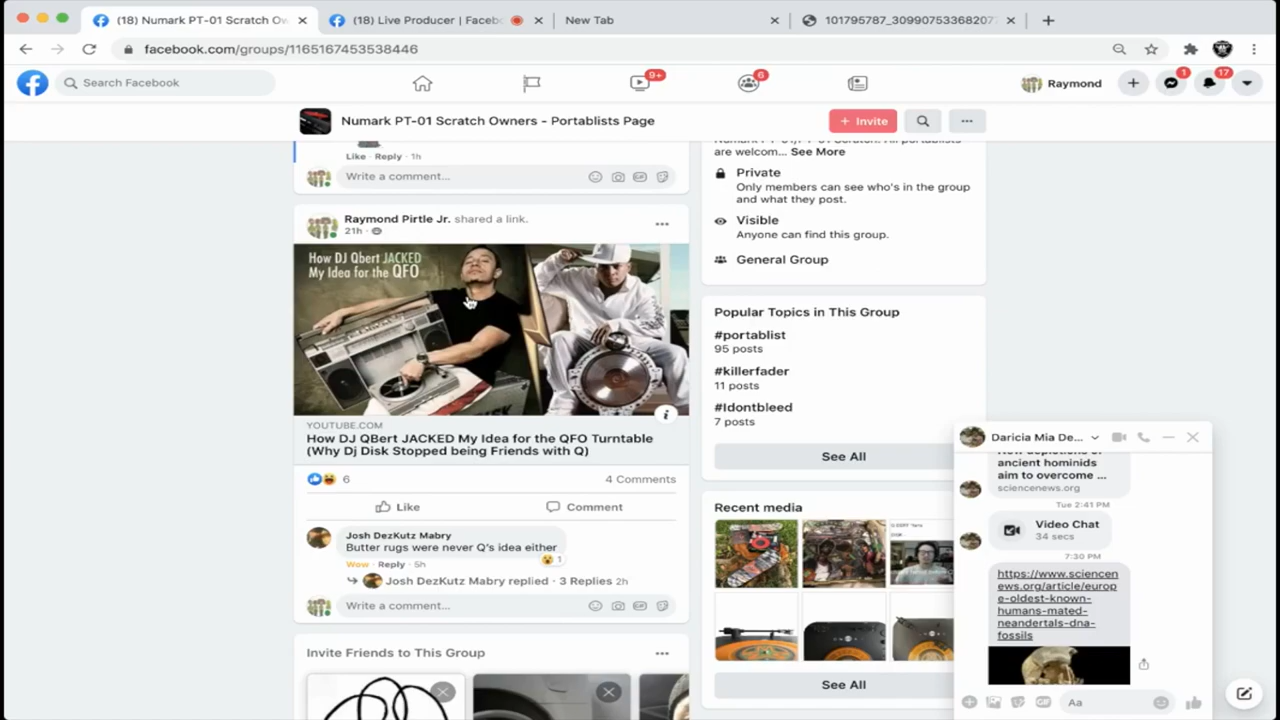 (18) Numark PT-01 Scratch Ow
(18) Live Producer | Facebo
New Tab
101795787_30990753368207
facebook.com/groups/1165167453538446
Search Facebook
9+
6
Raymond
1
17
Numark PT-01 Scratch Owners - Portablists Page
+ Invite
Like · Reply · 1h
Write a comment...
Raymond Pirtle Jr. shared a link.
21h ·
How DJ Qbert JACKED
My Idea for the QFO
YOUTUBE.COM
How DJ QBert JACKED My Idea for the QFO Turntable
(Why Dj Disk Stopped being Friends with Q)
6
4 Comments
Like
Comment
Josh DezKutz Mabry
Butter rugs were never Q's idea either
1
Wow · Reply · 5h
Josh DezKutz Mabry replied · 3 Replies 2h
Write a comment...
Invite Friends to This Group
are welcom... See More
Private
Only members can see who's in the group
and what they post.
Visible
Anyone can find this group.
General Group
Popular Topics in This Group
#portablist
95 posts
#killerfader
11 posts
#Idontbleed
7 posts
See All
Recent media
See All
Daricia Mia De...
ancient hominids
aim to overcome ...
sciencenews.org
Tue 2:41 PM
Video Chat
34 secs
7:30 PM
https://www.sciencen
ews.org/article/europ
e-oldest-known-
humans-mated-
neandertals-dna-
fossils
GIF
Aa